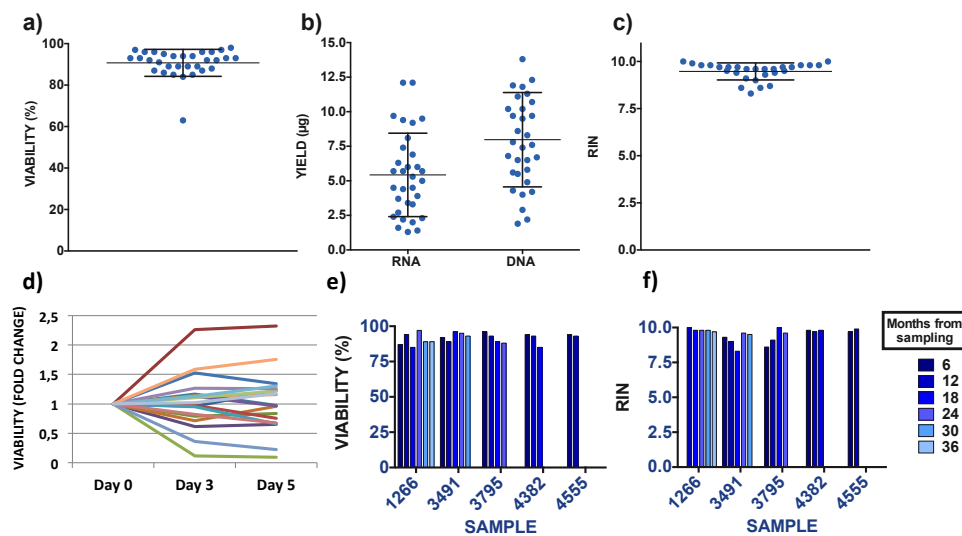 a)
VIABILITY (%)
100
80
60
40
20
0
b)
YIELD (µg)
15.0
12.5
10.0
7.5
5.0
2.5
0.0
RNA
DNA
c)
RIN
10.0
5.0
0.0
d)
VIABILITY (FOLD CHANGE)
2,5
2
1,5
1
0,5
0
Day 0
Day 3
Day 5
e)
VIABILITY (%)
100
75
50
25
0
1266
3491
3795
4382
4555
SAMPLE
f)
RIN
10.0
7.5
5.0
2.5
0.0
1266
3491
3795
4382
4555
SAMPLE
Months from
sampling
6
12
18
24
30
36